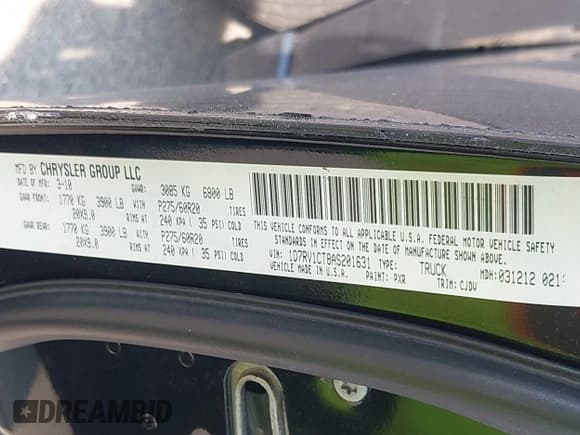 MFD BY CHRYSLER GROUP LLC
DATE OF MFR: 3-10 GVWR: 3085 KG 6800 LB
GAWR FRONT: 1770 KG 3900 LB WITH P275/60R20 TIRES
20X9.0 RIMS AT 240 KPA ( 35 PSI) COLD
GAWR REAR: 1770 KG 3900 LB WITH P275/60R20 TIRES
20X9.0 RIMS AT 240 KPA ( 35 PSI) COLD
THIS VEHICLE CONFORMS TO ALL APPLICABLE U.S.A. FEDERAL MOTOR VEHICLE SAFETY
STANDARDS IN EFFECT ON THE DATE OF MANUFACTURE SHOWN ABOVE.
VIN: 1D7RV1CT8AS201631 TYPE: TRUCK MDH: 031212 021
VEHICLE MADE IN U.S.A. PAINT: PXR TRIM: CJDV
DREAMBID